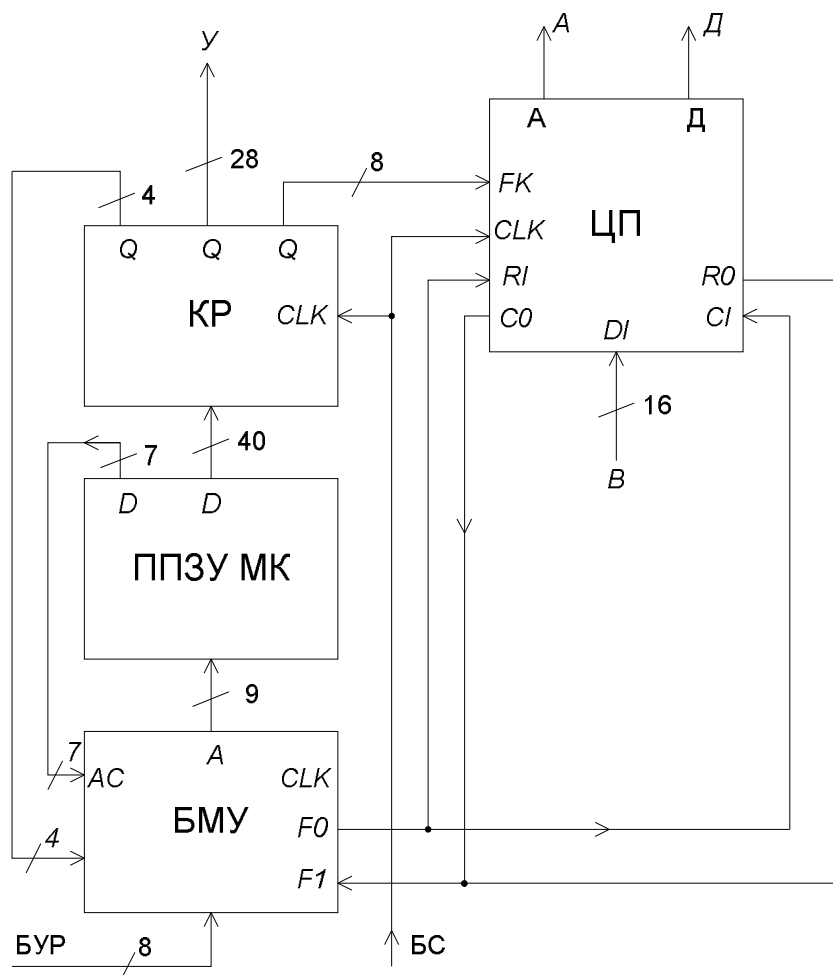 А Д
У
А Д
28
8
4
FK
Q Q Q
CLK
ЦП
КР
RI R0
CLK
C0 CI
DI
16
40
7
B
D D
ППЗУ МК
9
A
7
AC
CLK
БМУ
F0
4
F1
БУР
8
БС